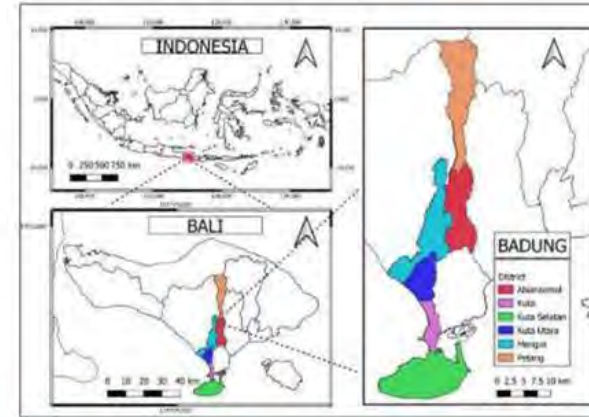 INDONESIA
0 250 500 750 km
BALI
0 10 20 30 40 km
BADUNG
District
Abiansemal
Kuta
Kuta Selatan
Kuta Utara
Mengwi
Petang
0 2.5 5 7.5 10 km